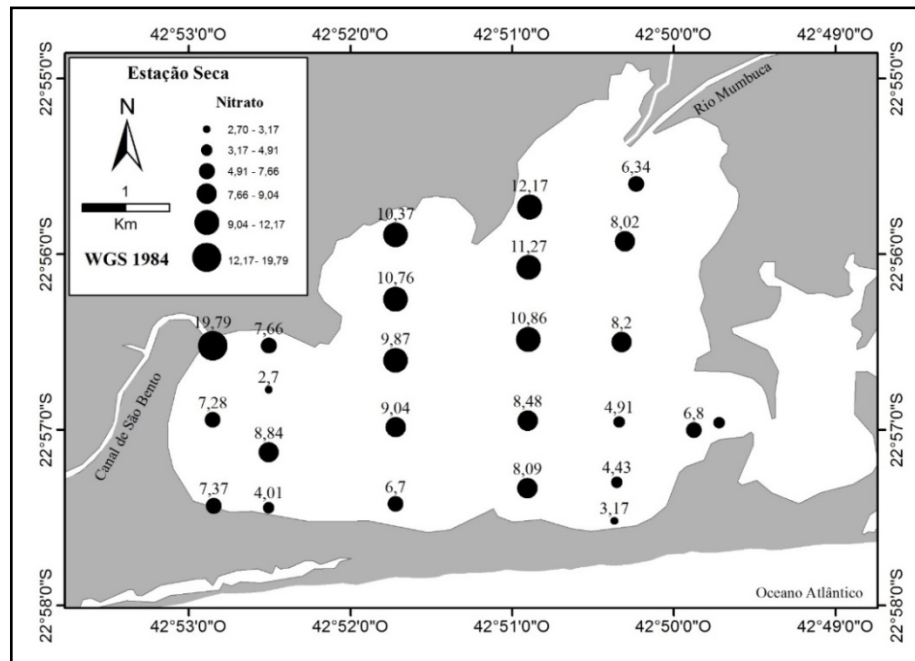 42°53'0"O 42°52'0"O 42°51'0"O 42°50'0"O 42°49'0"O
22°55'0"S
22°55'0"S
Estação Seca
N
Nitrato
2,70 - 3,17
3,17 - 4,91
4,91 - 7,66
7,66 - 9,04
9,04 - 12,17
12,17- 19,79
1
Km
WGS 1984
Rio Mumbuca
6,34
12,17
10,37
8,02
22°56'0"S
22°56'0"S
11,27
10,76
10,86
8,2
19,79
7,66
9,87
2,7
Canal de São Bento
7,28
9,04
8,48
4,91
6,8
22°57'0"S
22°57'0"S
8,84
8,09
4,43
7,37
4,01
6,7
3,17
Oceano Atlântico
22°58'0"S
22°58'0"S
42°53'0"O 42°52'0"O 42°51'0"O 42°50'0"O 42°49'0"O